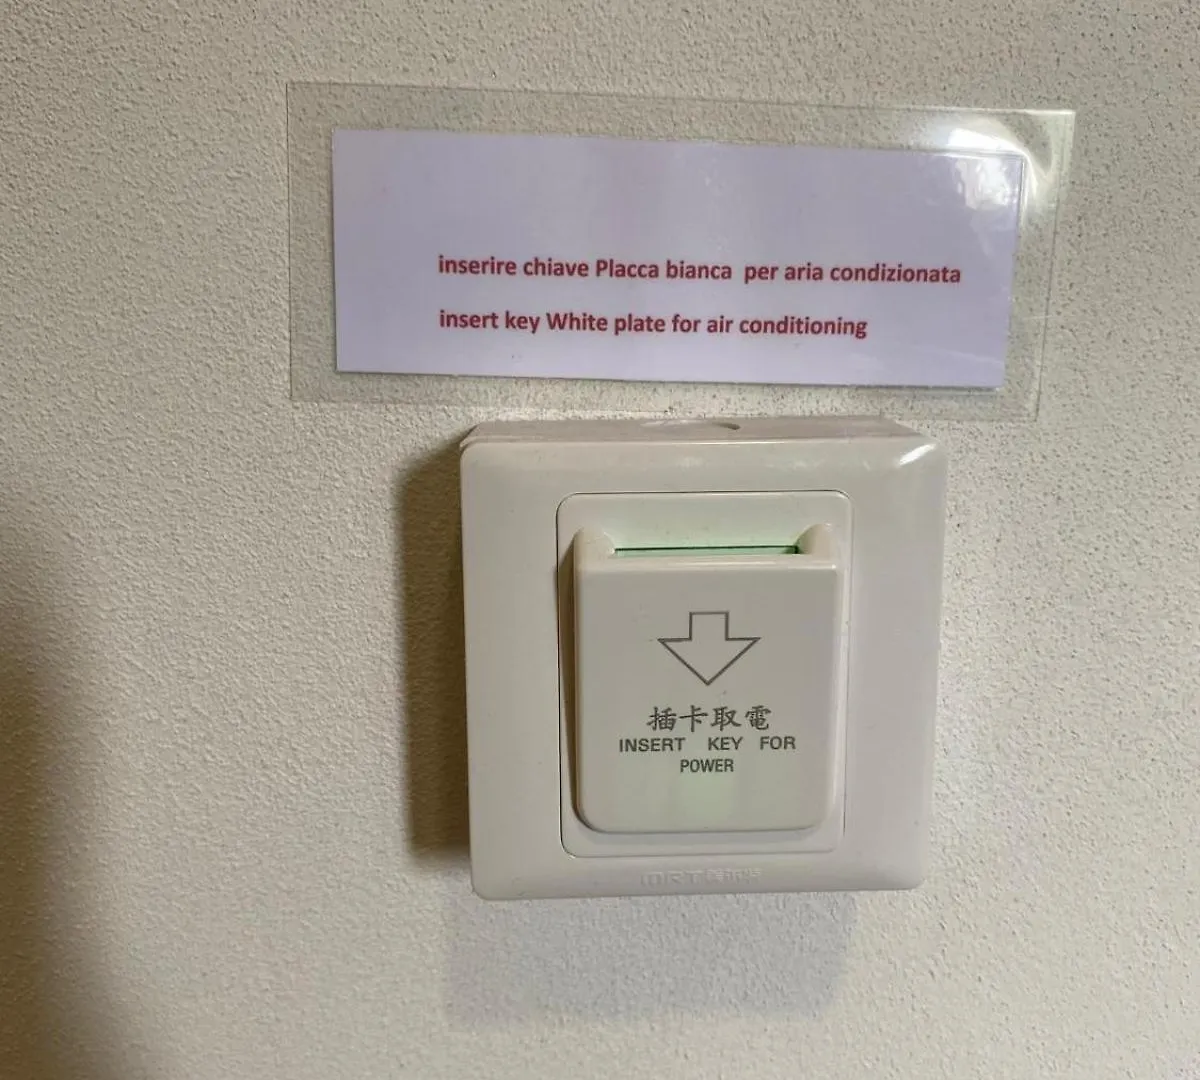 inserire chiave Placca bianca per aria condizionata
insert key White plate for air conditioning
插卡取電
INSERT KEY FOR
POWER